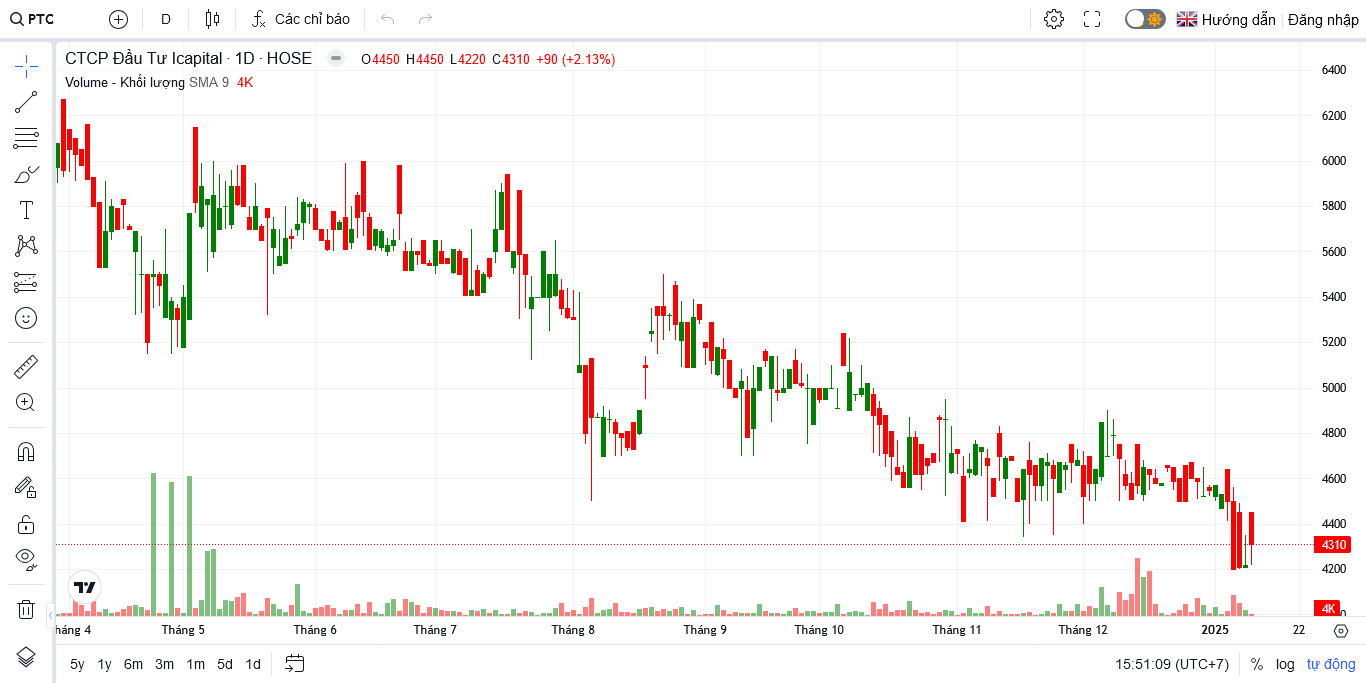 PTC D Các chỉ báo Hướng dẫn Đăng nhập
CTCP Đầu Tư Icapital · 1D · HOSE O4450 H4450 L4220 C4310 +90 (+2.13%)
Volume - Khối lượng SMA 9 4K
6400
6200
6000
5800
5600
5400
5200
5000
4800
4600
4400
4310
4200
4K 0
háng 4 Tháng 5 Tháng 6 Tháng 7 Tháng 8 Tháng 9 Tháng 10 Tháng 11 Tháng 12 2025 22
5y 1y 6m 3m 1m 5d 1d 15:51:09 (UTC+7) % log tự động